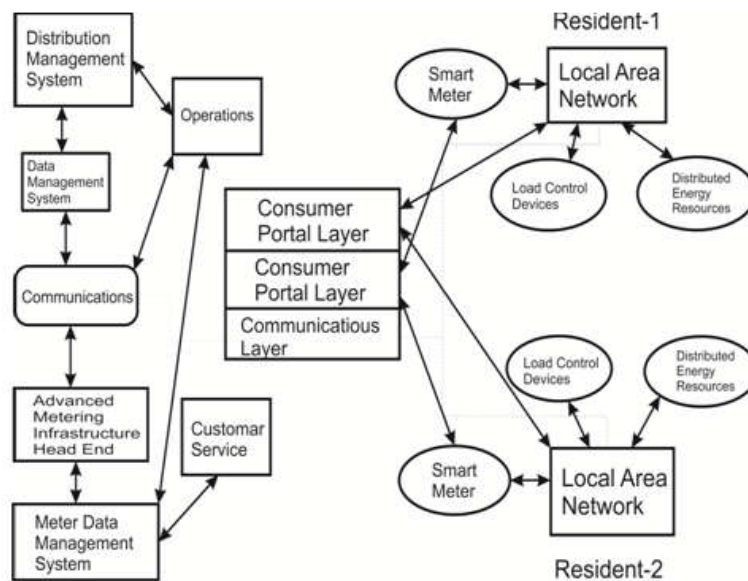 Distribution
Management
System
Operations
Data
Management
System
Communications
Advanced
Metering
Infrastructure
Head End
Customar
Service
Meter Data
Management
System
Consumer
Portal Layer
Consumer
Portal Layer
Communicatious
Layer
Resident-1
Smart
Meter
Local Area
Network
Load Control
Devices
Distributed
Energy
Resources
Load Control
Devices
Distributed
Energy
Resources
Smart
Meter
Local Area
Network
Resident-2